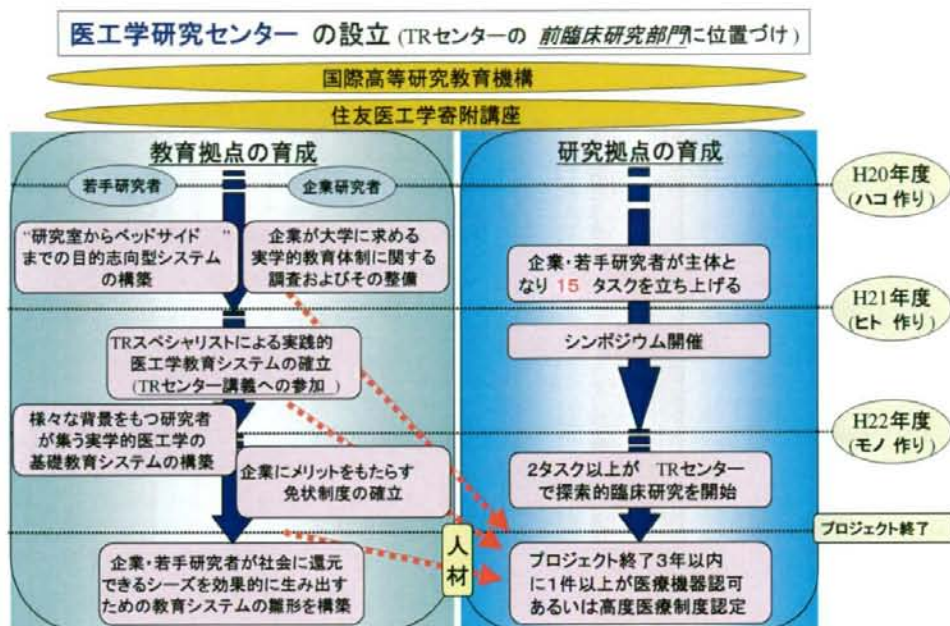 医工学研究センター の設立 (TRセンターの 前臨床研究部門に位置づけ)
国際高等研究教育機構
住友医工学寄附講座
教育拠点の育成
若手研究者
企業研究者
“研究室からベッドサイド ”
までの目的志向型システム
の構築
企業が大学に求める
実学的教育体制に関する
調査およびその整備
TRスペシャリストによる実践的
医工学教育システムの確立
(TRセンター講義への参加 )
様々な背景をもつ研究者
が集う実学的医工学の
基礎教育システムの構築
企業にメリットをもたらす
免状制度の確立
企業・若手研究者が社会に還元
できるシーズを効果的に生み出す
ための教育システムの雛形を構築
人
材
研究拠点の育成
企業・若手研究者が主体と
なり 15 タスクを立ち上げる
シンポジウム開催
2タスク以上が TRセンター
で探索的臨床研究を開始
プロジェクト終了3年以内
に1件以上が医療機器認可
あるいは高度医療制度認定
H20年度
(ハコ 作り)
H21年度
(ヒト 作り)
H22年度
(モノ 作り)
プロジェクト終了